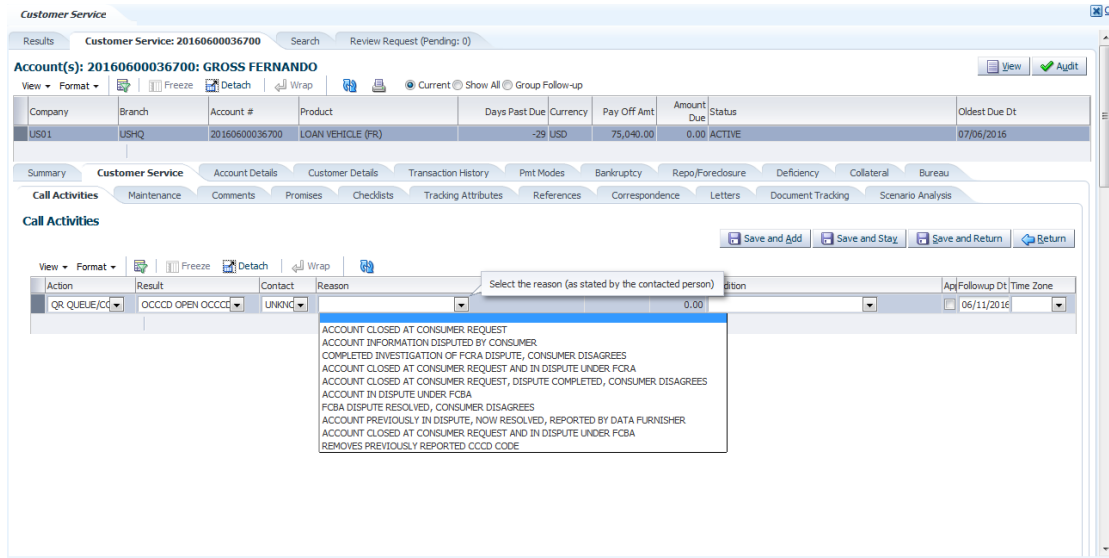 Customer Service
Results Customer Service: 20160600036700 Search Review Request (Pending: 0)
Account(s): 20160600036700: GROSS FERNANDO
View Audit
View Format Freeze Detach Wrap Current Show All Group Follow-up
Company Branch Account # Product Days Past Due Currency Pay Off Amt Amount Due Status Oldest Due Dt
US01 USHQ 20160600036700 LOAN VEHICLE (FR) -29 USD 75,040.00 0.00 ACTIVE 07/06/2016
Summary Customer Service Account Details Customer Details Transaction History Pmt Modes Bankruptcy Repo/Foreclosure Deficiency Collateral Bureau
Call Activities Maintenance Comments Promises Checklists Tracking Attributes References Correspondence Letters Document Tracking Scenario Analysis
Call Activities
Save and Add Save and Stay Save and Return Return
View Format Freeze Detach Wrap
Select the reason (as stated by the contacted person)
Action Result Contact Reason dition Ap Followup Dt Time Zone
QR QUEUE/CC OCCCD OPEN OCCCD UNKNC 0.00 06/11/2016
ACCOUNT CLOSED AT CONSUMER REQUEST
ACCOUNT INFORMATION DISPUTED BY CONSUMER
COMPLETED INVESTIGATION OF FCRA DISPUTE, CONSUMER DISAGREES
ACCOUNT CLOSED AT CONSUMER REQUEST AND IN DISPUTE UNDER FCRA
ACCOUNT CLOSED AT CONSUMER REQUEST, DISPUTE COMPLETED, CONSUMER DISAGREES
ACCOUNT IN DISPUTE UNDER FCBA
FCBA DISPUTE RESOLVED, CONSUMER DISAGREES
ACCOUNT PREVIOUSLY IN DISPUTE, NOW RESOLVED, REPORTED BY DATA FURNISHER
ACCOUNT CLOSED AT CONSUMER REQUEST AND IN DISPUTE UNDER FCBA
REMOVES PREVIOUSLY REPORTED CCCD CODE